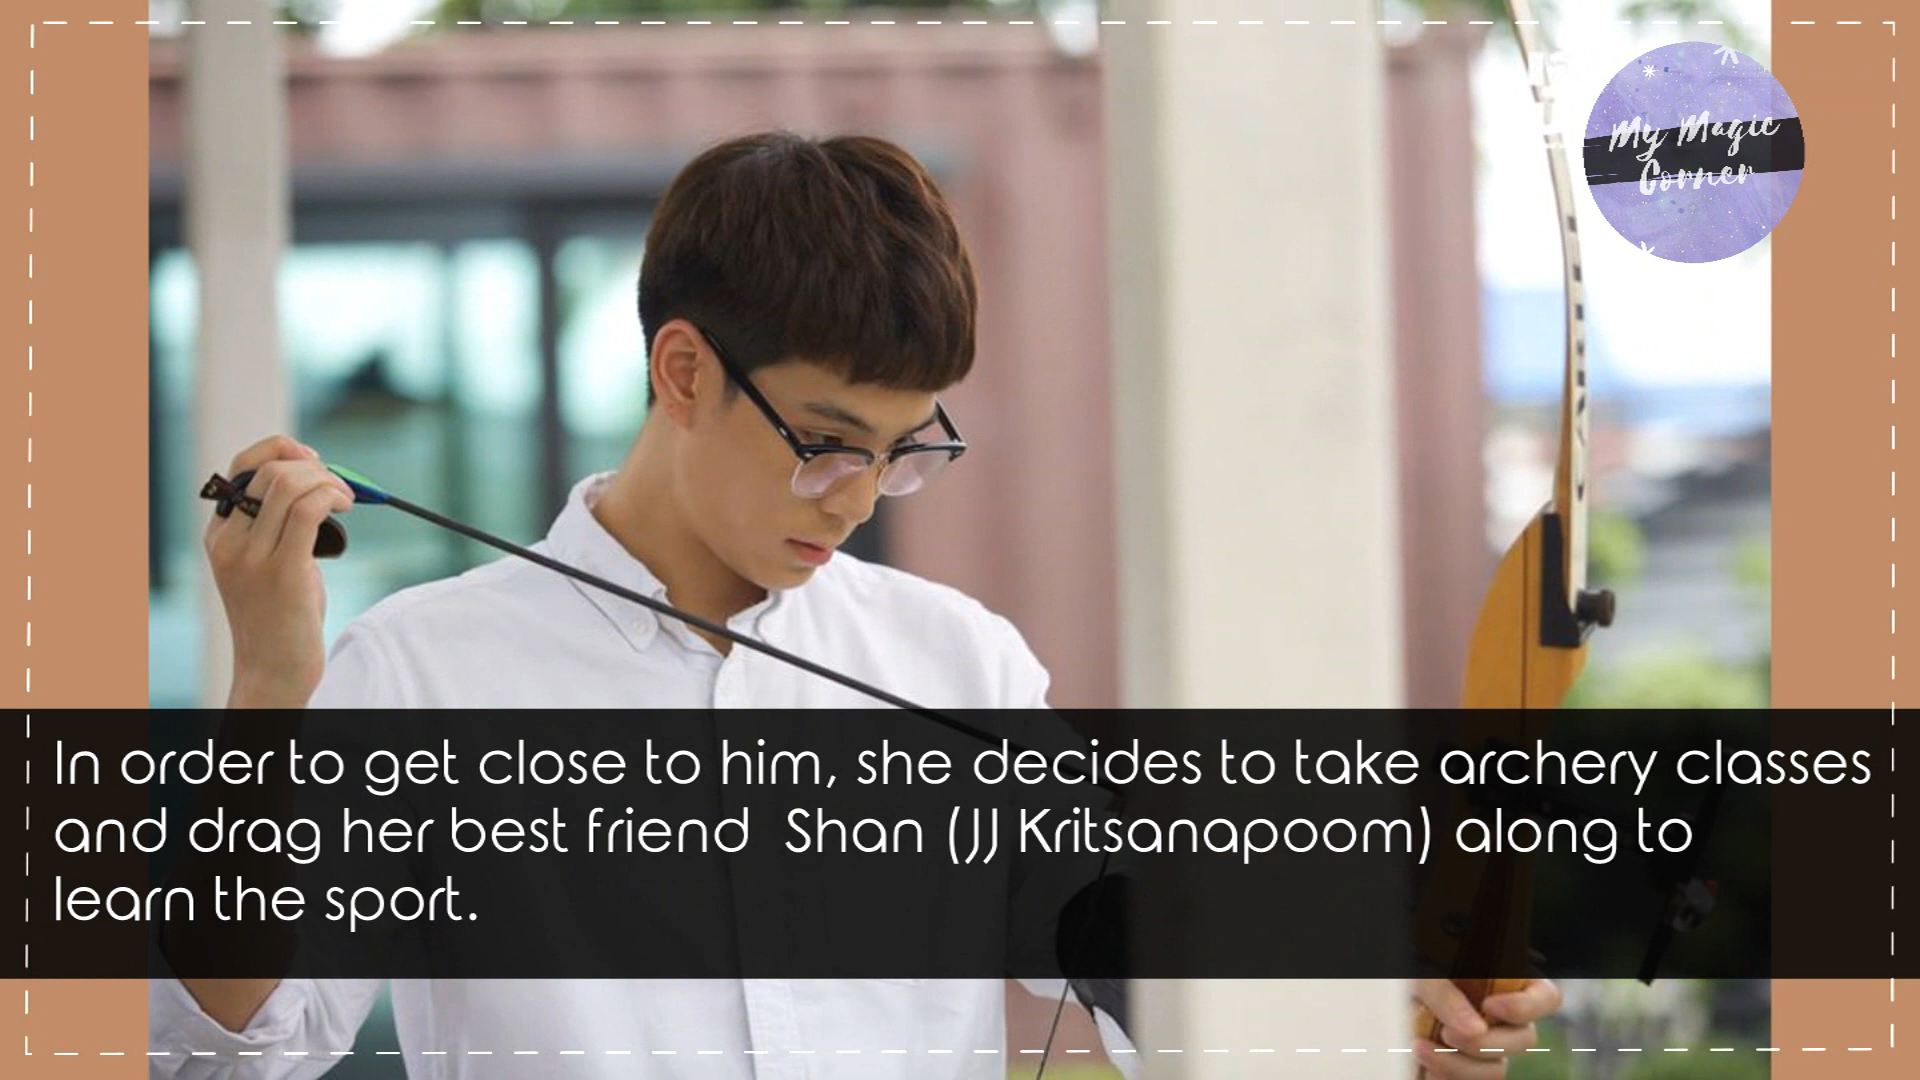 My Magic
Corner
In order to get close to him, she decides to take archery classes
and drag her best friend  Shan (JJ Kritsanapoom) along to
learn the sport.